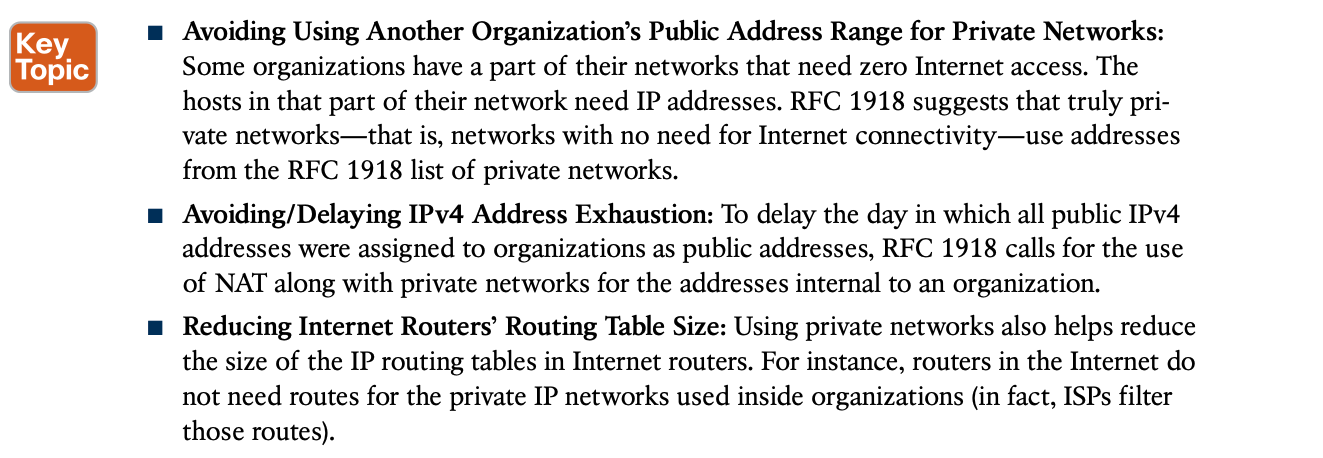 Key
Topic
■ Avoiding Using Another Organization’s Public Address Range for Private Networks:
Some organizations have a part of their networks that need zero Internet access. The
hosts in that part of their network need IP addresses. RFC 1918 suggests that truly pri-
vate networks—that is, networks with no need for Internet connectivity—use addresses
from the RFC 1918 list of private networks.
■ Avoiding/Delaying IPv4 Address Exhaustion: To delay the day in which all public IPv4
addresses were assigned to organizations as public addresses, RFC 1918 calls for the use
of NAT along with private networks for the addresses internal to an organization.
■ Reducing Internet Routers’ Routing Table Size: Using private networks also helps reduce
the size of the IP routing tables in Internet routers. For instance, routers in the Internet do
not need routes for the private IP networks used inside organizations (in fact, ISPs filter
those routes).